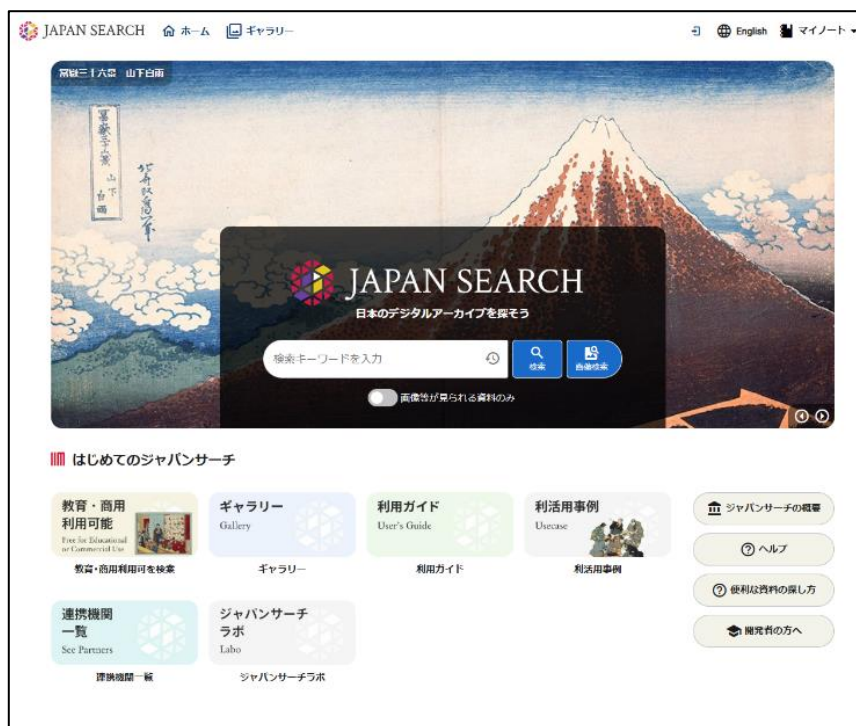 JAPAN SEARCH
ホーム
ギャラリー
English
マイノート
冨嶽三十六景 山下白雨
冨嶽三十六景 山下白雨
JAPAN SEARCH
日本のデジタルアーカイブを探そう
検索キーワードを入力
検索
画像検索
画像等が見られる資料のみ
はじめてのジャパンサーチ
教育・商用
利用可能
Free for Educational
or Commercial Use
教育・商用利用可を検索
ギャラリー
Gallery
ギャラリー
利用ガイド
User's Guide
利用ガイド
利活用事例
Usecase
利活用事例
連携機関
一覧
See Partners
連携機関一覧
ジャパンサーチ
ラボ
Labo
ジャパンサーチラボ
ジャパンサーチの概要
ヘルプ
便利な資料の探し方
開発者の方へ